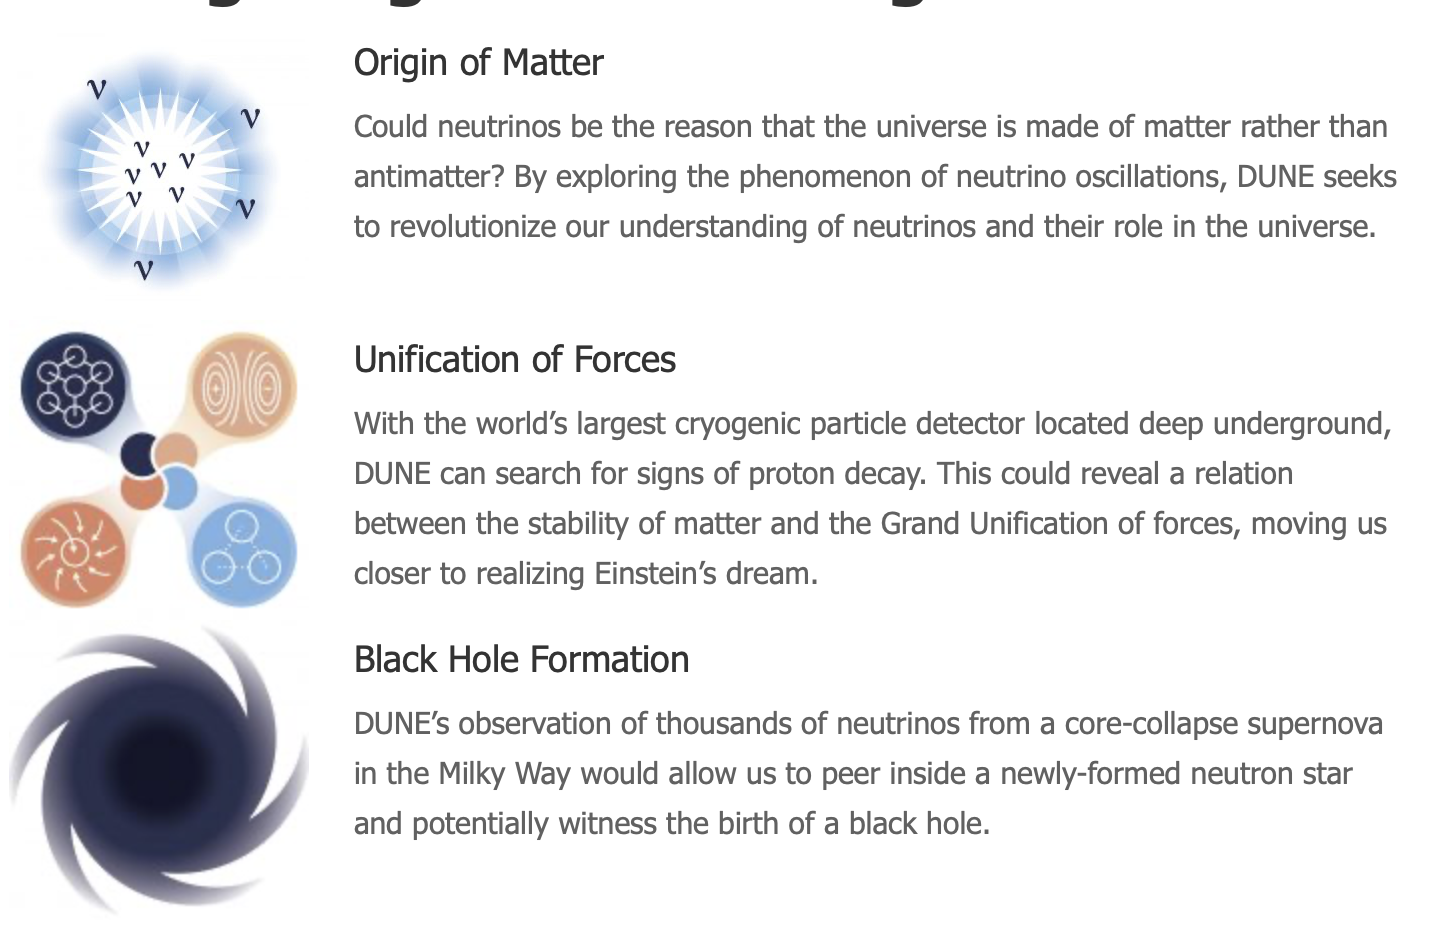 Origin of Matter
Could neutrinos be the reason that the universe is made of matter rather than
antimatter? By exploring the phenomenon of neutrino oscillations, DUNE seeks
to revolutionize our understanding of neutrinos and their role in the universe.
ν
ν
ν
ν
ν
ν
ν
ν
ν
ν
Unification of Forces
With the world’s largest cryogenic particle detector located deep underground,
DUNE can search for signs of proton decay. This could reveal a relation
between the stability of matter and the Grand Unification of forces, moving us
closer to realizing Einstein’s dream.
Black Hole Formation
DUNE’s observation of thousands of neutrinos from a core-collapse supernova
in the Milky Way would allow us to peer inside a newly-formed neutron star
and potentially witness the birth of a black hole.